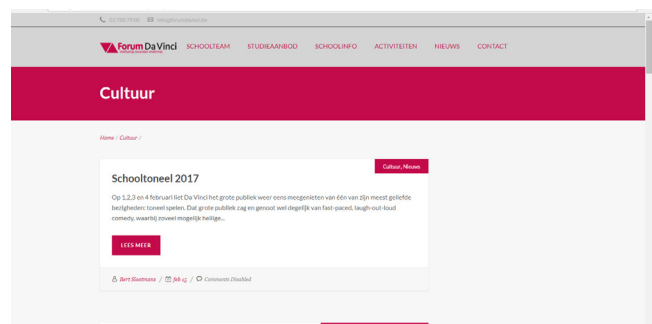 Forum Da Vinci
SCHOOLTEAM STUDIEAANBOD SCHOOLINFO ACTIVITEITEN NIEUWS CONTACT
Cultuur
Home / Cultuur /
Cultuur, Nieuws
Schooltoneel 2017
Op 1,2,3 en 4 februari liet Da Vinci het grote publiek weer eens meegenieten van één van zijn meest geliefde
bezigheden: toneel spelen. Dat grote publiek zag en genoot wel degelijk van fast-paced, laugh-out-loud
comedy, waarbij zoveel mogelijk heilige...
LEES MEER
Bert Slootmans / feb 15 / Comments Disabled